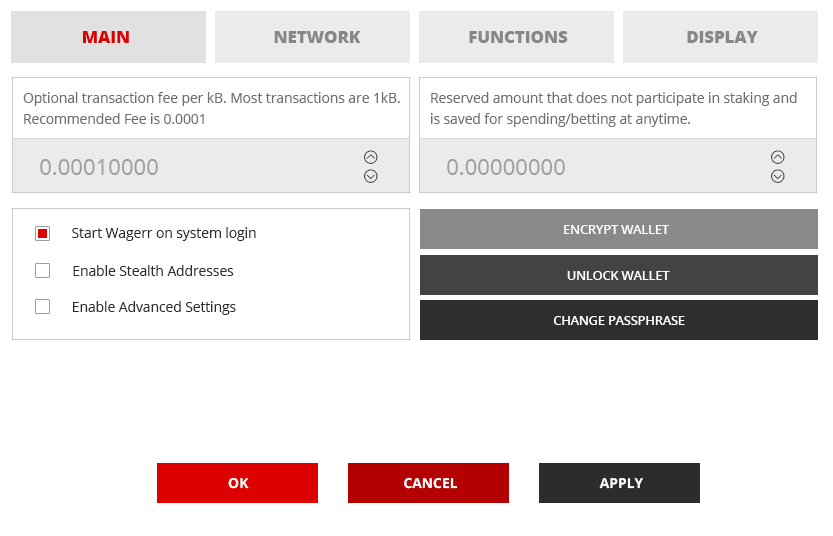 MAIN
NETWORK
FUNCTIONS
DISPLAY
Optional transaction fee per kB. Most transactions are 1kB.
Recommended Fee is 0.0001
0.00010000
Reserved amount that does not participate in staking and
is saved for spending/betting at anytime.
0.00000000
Start Wagerr on system login
Enable Stealth Addresses
Enable Advanced Settings
ENCRYPT WALLET
UNLOCK WALLET
CHANGE PASSPHRASE
OK
CANCEL
APPLY